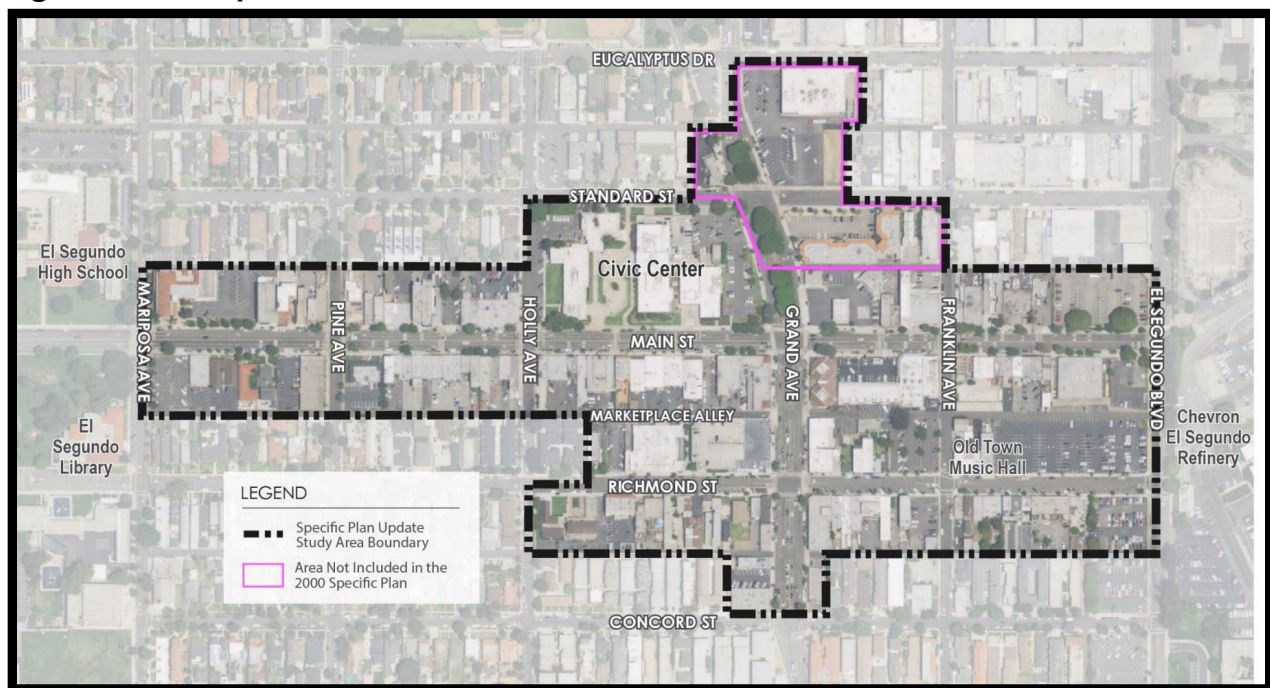 EUCALYPTUS DR
STANDARD ST
El Segundo
High School
Civic Center
MARIPOSA AVE
PINE AVE
HOLLY AVE
MAIN ST
GRAND AVE
FRANKLIN AVE
EL SEGUNDO BLVD
MARKETPLACE ALLEY
El
Segundo
Library
Old Town
Music Hall
Chevron
El Segundo
Refinery
RICHMOND ST
LEGEND
Specific Plan Update
Study Area Boundary
Area Not Included in the
2000 Specific Plan
CONCORD ST